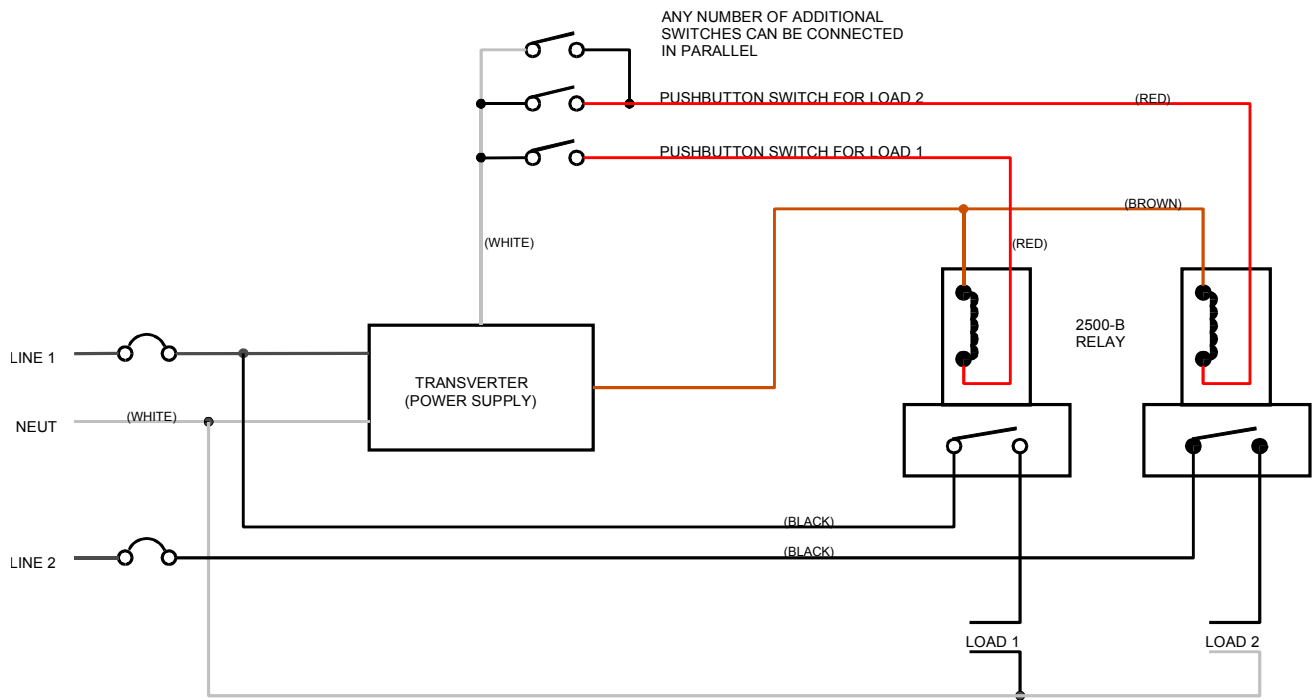 ANY NUMBER OF ADDITIONAL
SWITCHES CAN BE CONNECTED
IN PARALLEL
PUSHBUTTON SWITCH FOR LOAD 2
(RED)
PUSHBUTTON SWITCH FOR LOAD 1
(BROWN)
(WHITE)
(RED)
2500-B
RELAY
LINE 1
TRANSVERTER
(POWER SUPPLY)
(WHITE)
NEUT
(BLACK)
(BLACK)
LINE 2
LOAD 1
LOAD 2